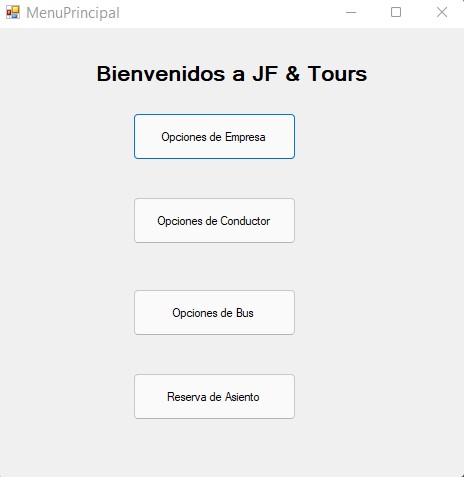 MenuPrincipal
Bienvenidos a JF & Tours
Opciones de Empresa
Opciones de Conductor
Opciones de Bus
Reserva de Asiento